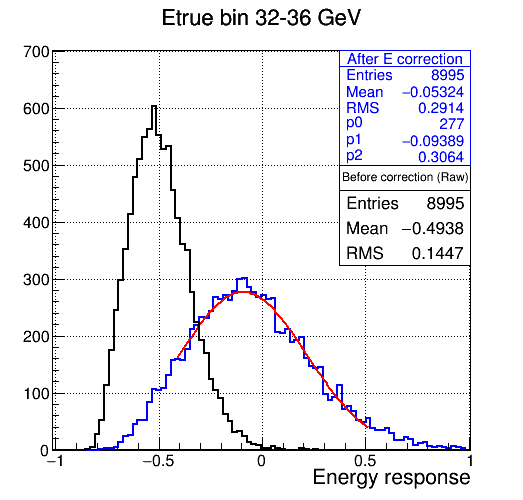 Etrue bin 32-36 GeV
After E correction
Entries 8995
Mean −0.05324
RMS 0.2914
p0 277
p1 −0.09389
p2 0.3064
Before correction (Raw)
Entries 8995
Mean −0.4938
RMS 0.1447
700
600
500
400
300
200
100
0
−1 −0.5 0 0.5 1
Energy response